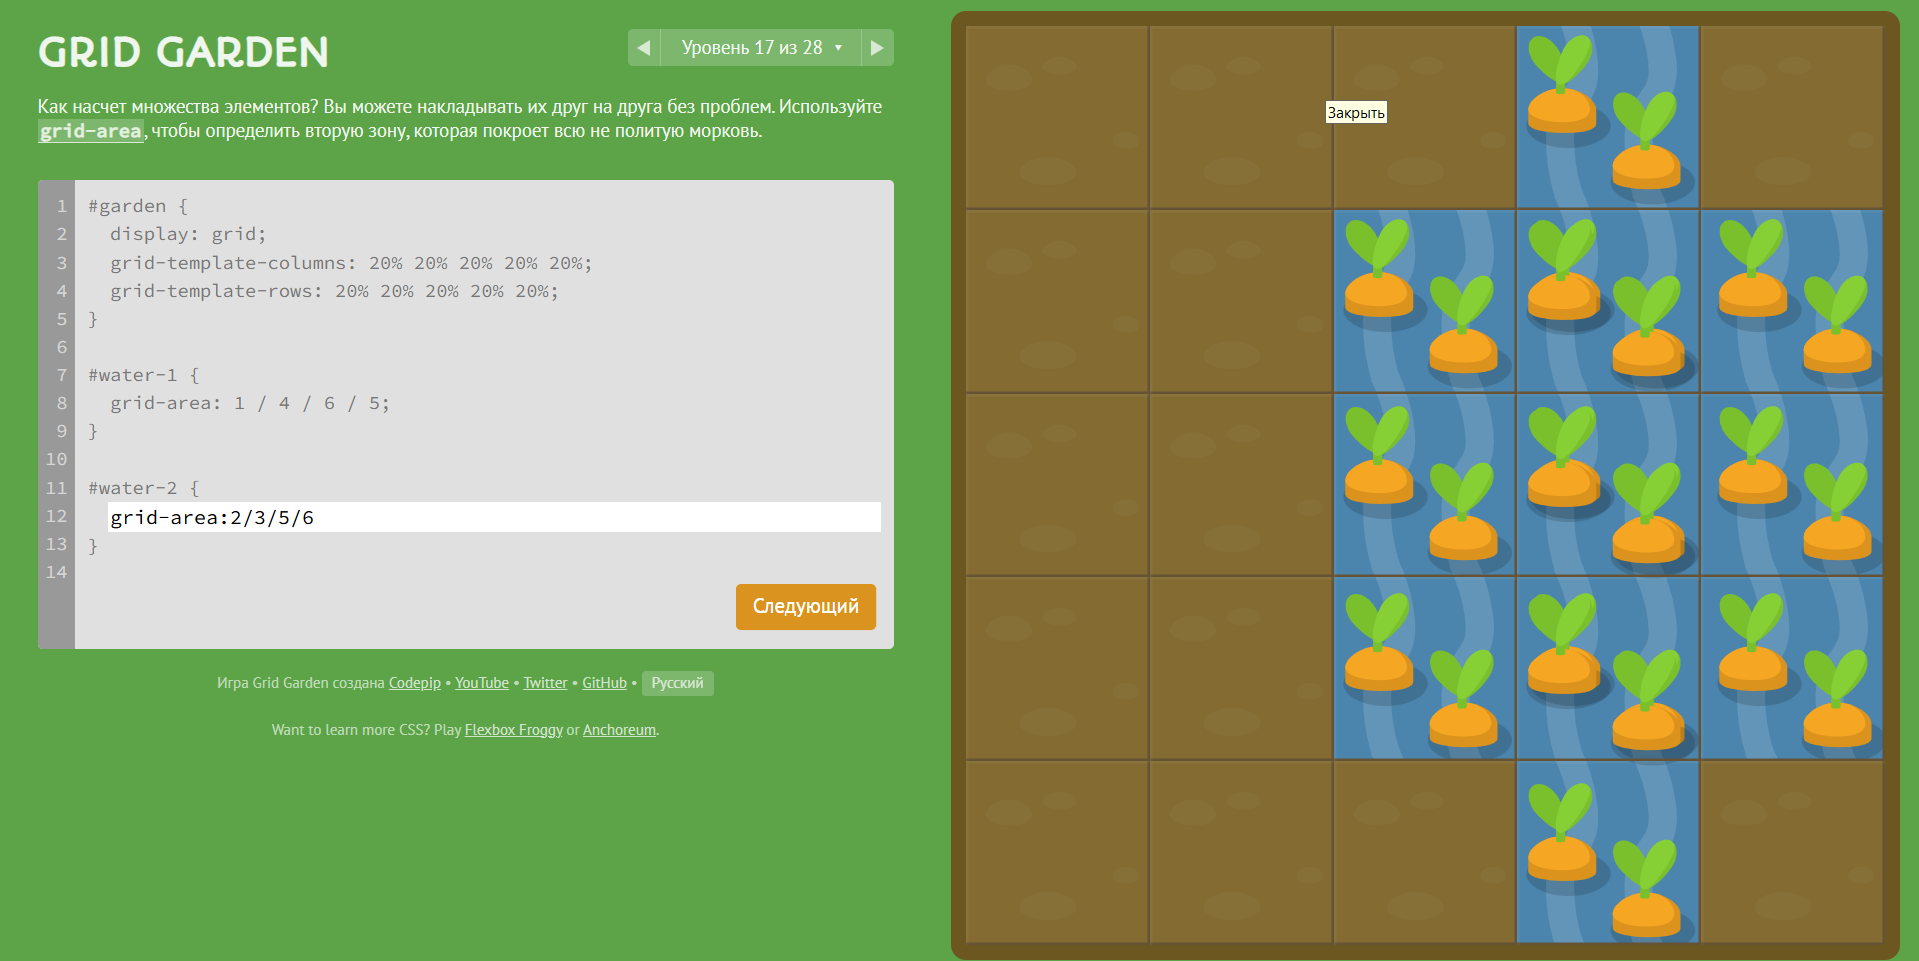 GRID GARDEN
Уровень 17 из 28
Как насчет множества элементов? Вы можете накладывать их друг на друга без проблем. Используйте
grid-area, чтобы определить вторую зону, которая покроет всю не политую морковь.
Закрыть
1 #garden {
2 display: grid;
3 grid-template-columns: 20% 20% 20% 20% 20%;
4 grid-template-rows: 20% 20% 20% 20% 20%;
5 }
6
7 #water-1 {
8 grid-area: 1 / 4 / 6 / 5;
9 }
10
11 #water-2 {
12 grid-area:2/3/5/6
13 }
14
Следующий
Игра Grid Garden создана Codepip • YouTube • Twitter • GitHub • Русский
Want to learn more CSS? Play Flexbox Froggy or Anchoreum.